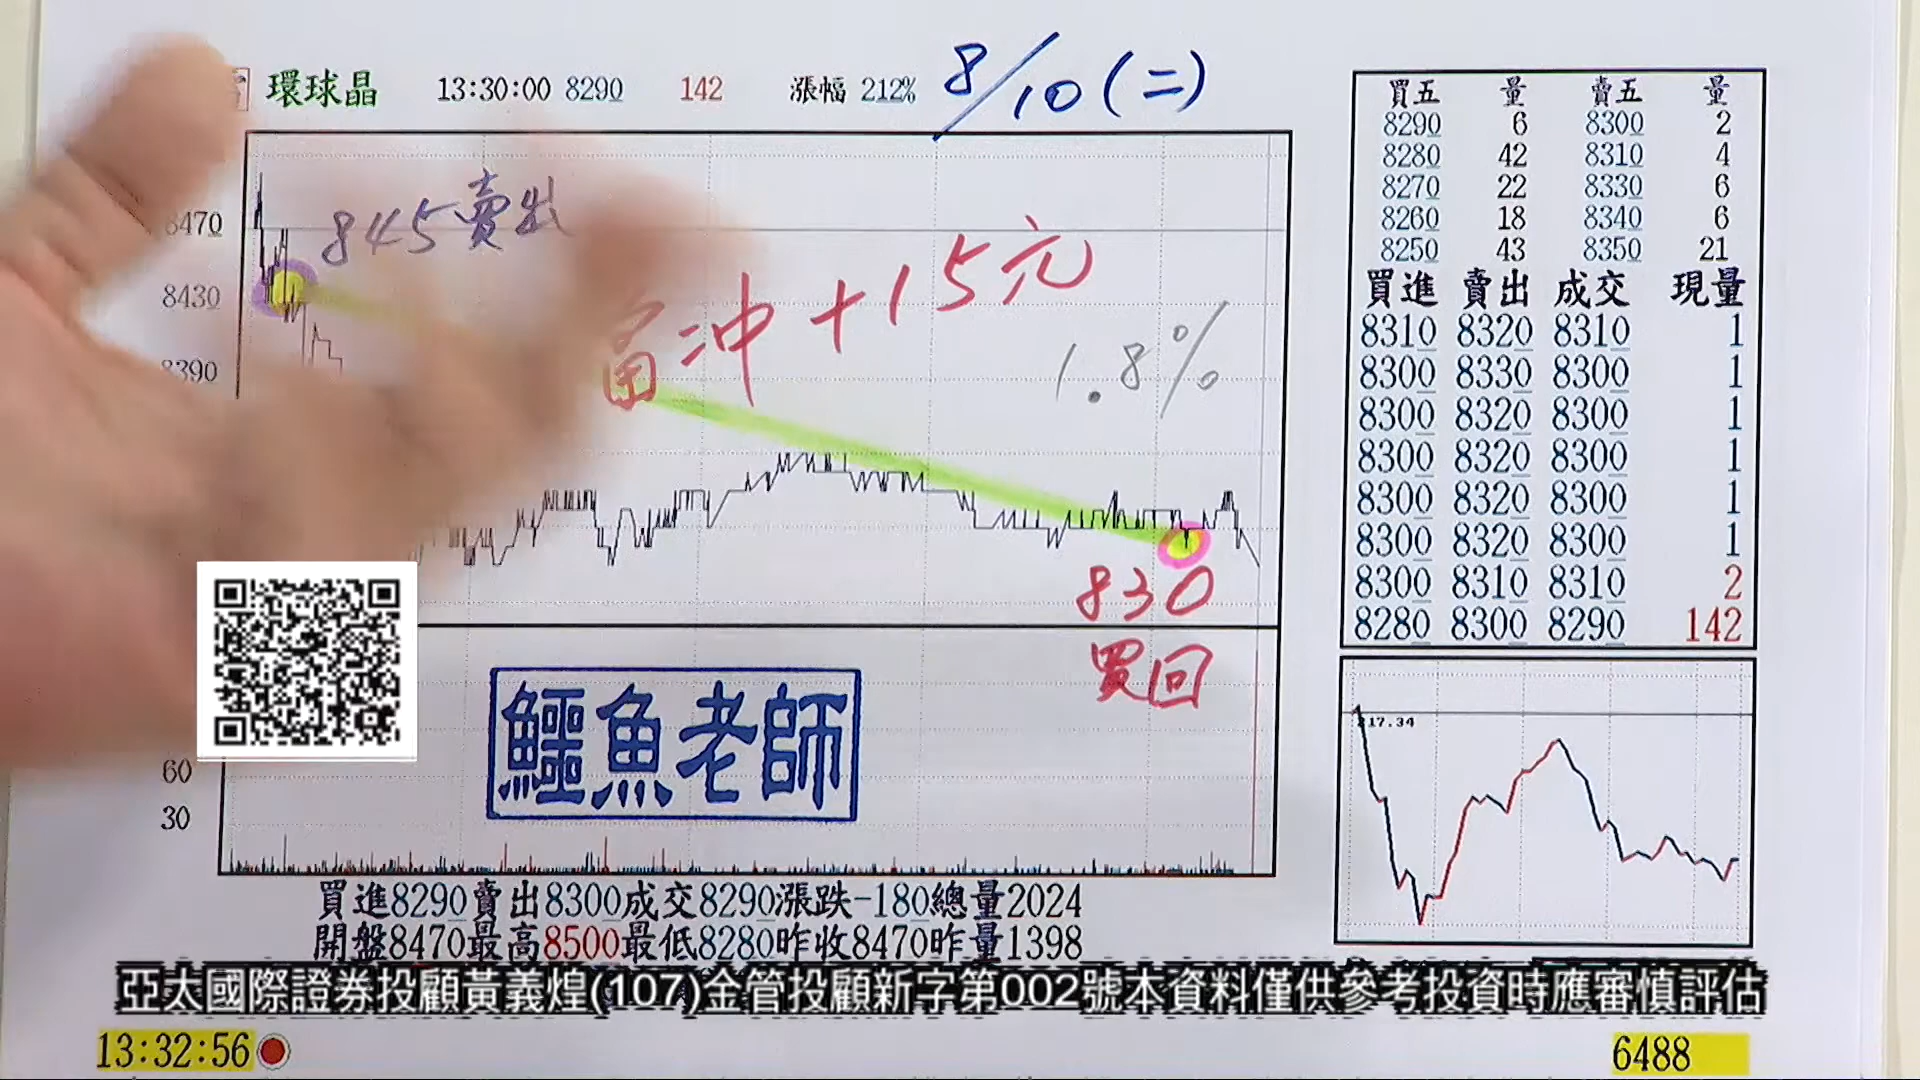 環球晶 13:30:00 8290 142 漲幅 212% 8/10(二)
8470
8430
8390
60
30
845賣出
當沖+15元
1.8%
830
買回
鱷魚老師
買五 量 賣五 量
8290 6 8300 2
8280 42 8310 4
8270 22 8330 6
8260 18 8340 6
8250 43 8350 21
買進 賣出 成交 現量
8310 8320 8310 1
8300 8330 8300 1
8300 8320 8300 1
8300 8320 8300 1
8300 8320 8300 1
8300 8320 8300 1
8300 8310 8310 2
8280 8300 8290 142
217.34
買進8290賣出8300成交8290漲跌-180總量2024
開盤8470最高8500最低8280昨收8470昨量1398
亞太國際證券投顧黃義煌(107)金管投顧新字第002號本資料僅供參考投資時應審慎評估
13:32:56
6488